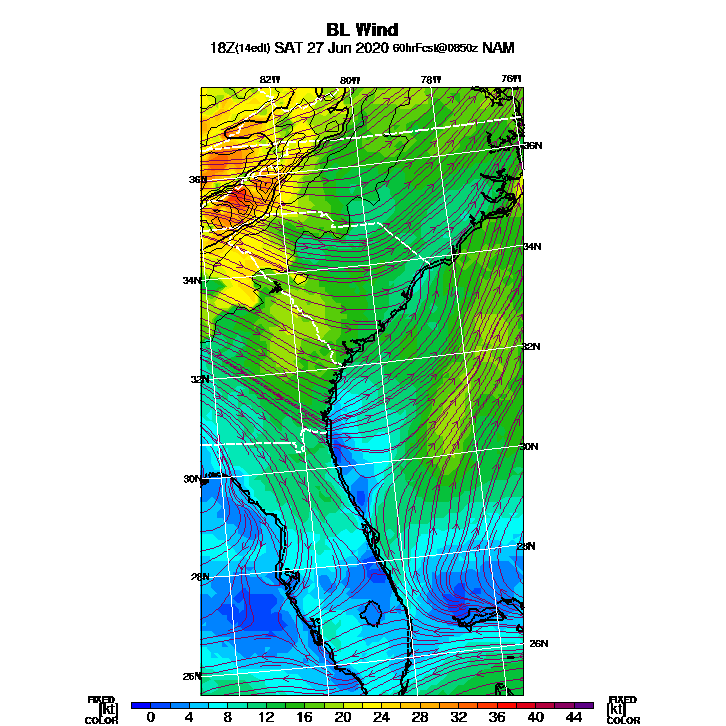 BL Wind
18Z(14edt) SAT 27 Jun 2020 60hrFcst@0850z NAM
82W 80W 78W 76W
36N
36N
34N
34N
32N
32N
30N
30N
28N
28N
26N
26N
FIXED FIXED
[kt] 0 4 8 12 16 20 24 28 32 36 40 44 [kt]
COLOR COLOR